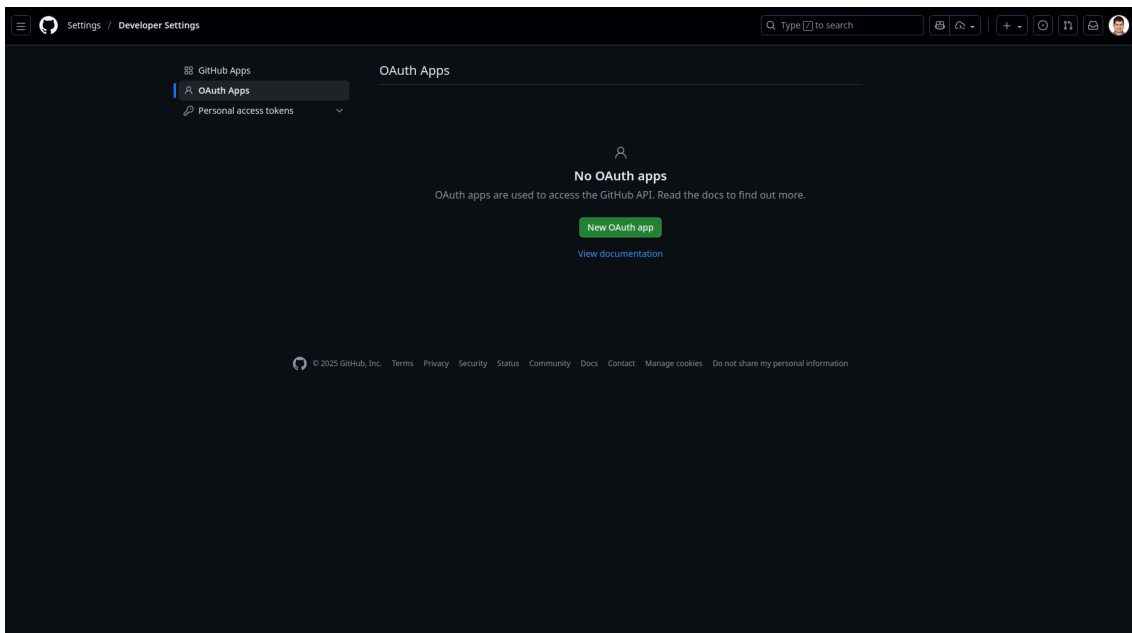 Settings / Developer Settings
Type / to search
GitHub Apps
OAuth Apps
Personal access tokens
OAuth Apps
No OAuth apps
OAuth apps are used to access the GitHub API. Read the docs to find out more.
New OAuth app
View documentation
© 2025 GitHub, Inc. Terms Privacy Security Status Community Docs Contact Manage cookies Do not share my personal information